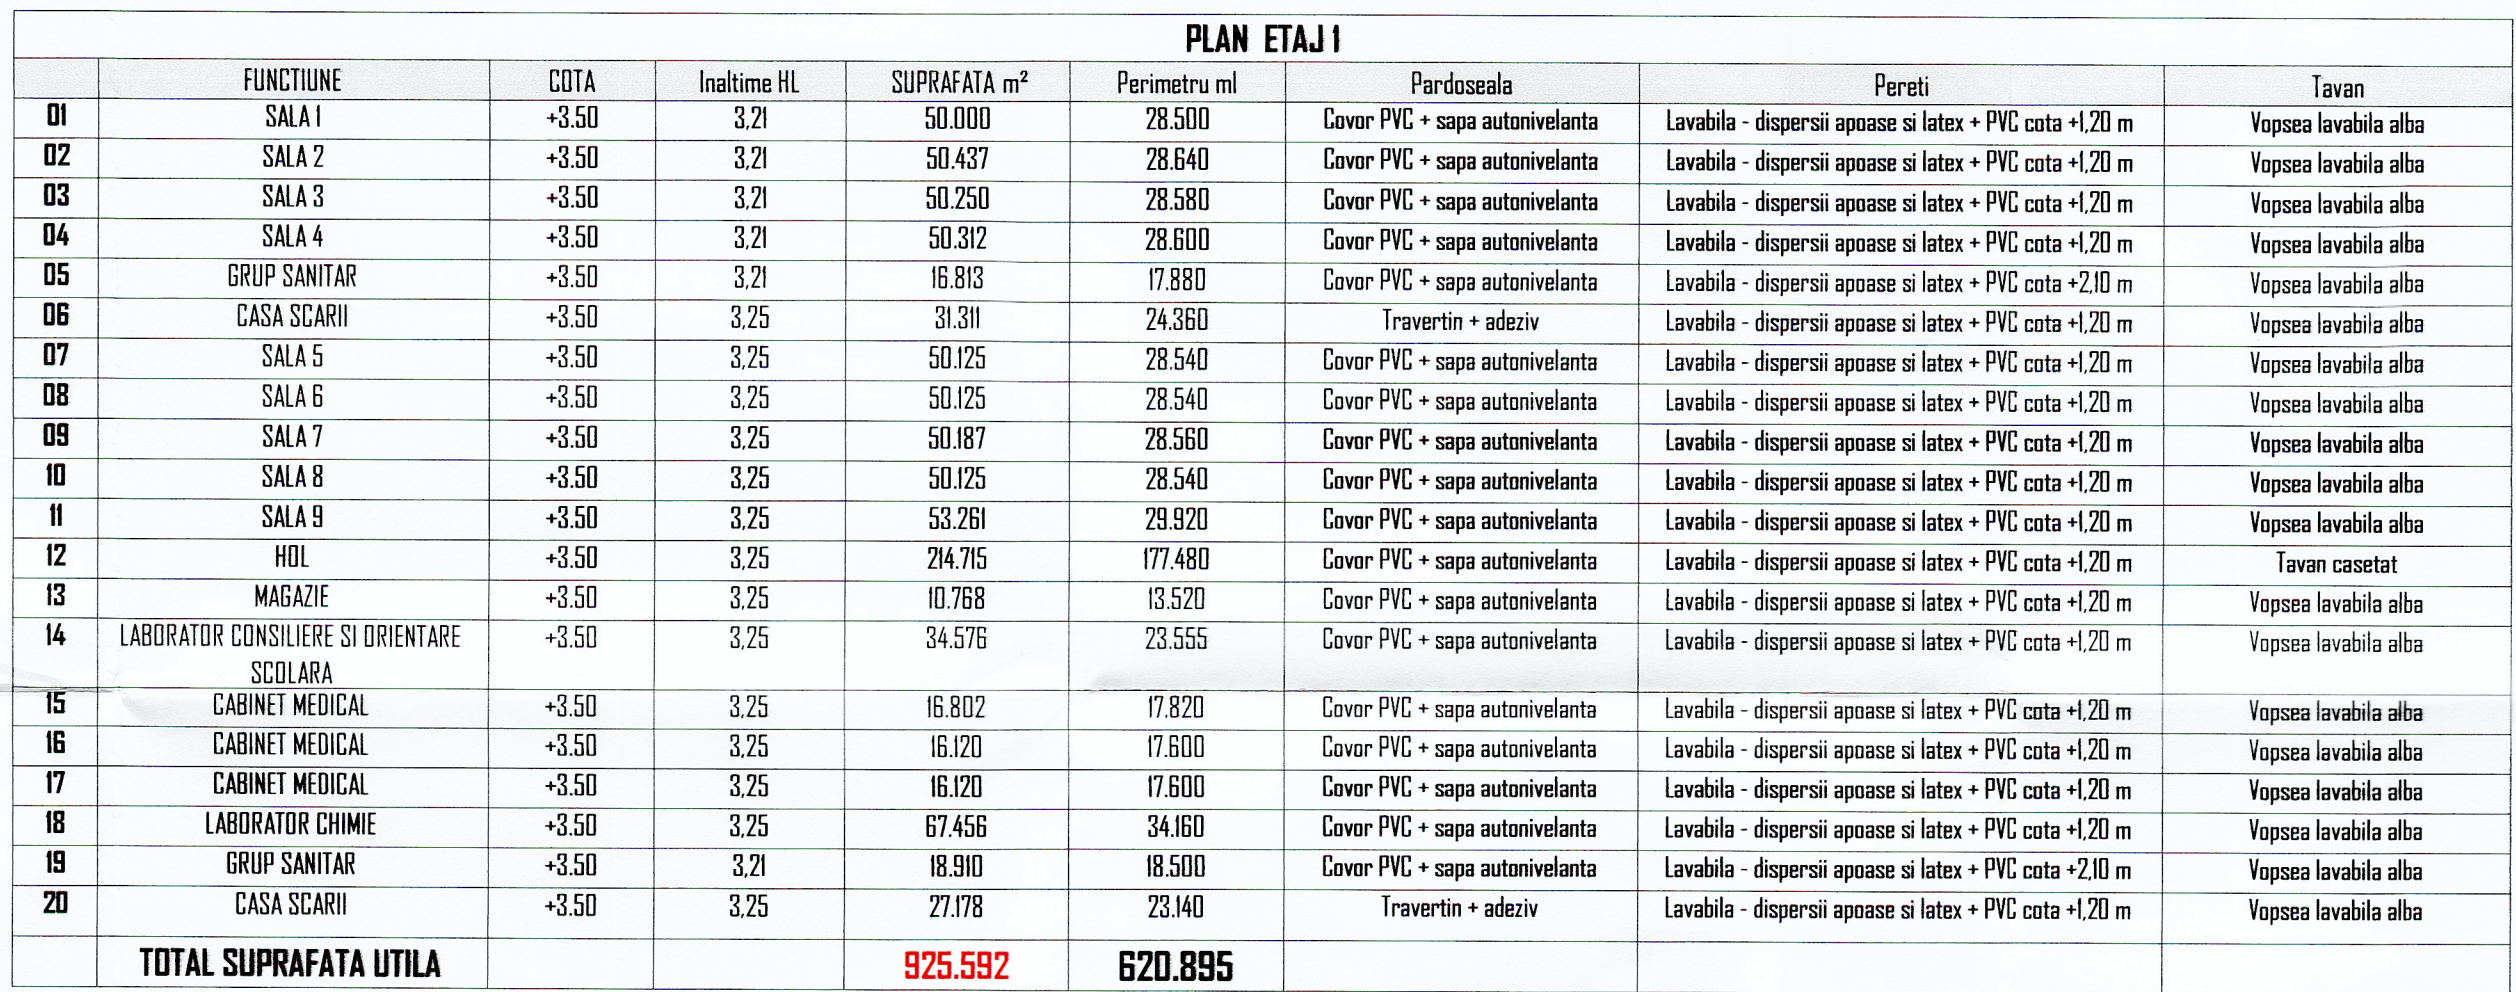 PLAN ETAJ 1
FUNCTIUNE COTA Inaltime HL SUPRAFATA m² Perimetru ml Pardoseala Pereti Tavan
01 SALA 1 +3.50 3,21 50.000 28.500 Covor PVC + sapa autonivelanta Lavabila - dispersii apoase si latex + PVC cota +1,20 m Vopsea lavabila alba
02 SALA 2 +3.50 3,21 50.437 28.640 Covor PVC + sapa autonivelanta Lavabila - dispersii apoase si latex + PVC cota +1,20 m Vopsea lavabila alba
03 SALA 3 +3.50 3,21 50.250 28.580 Covor PVC + sapa autonivelanta Lavabila - dispersii apoase si latex + PVC cota +1,20 m Vopsea lavabila alba
04 SALA 4 +3.50 3,21 50.312 28.600 Covor PVC + sapa autonivelanta Lavabila - dispersii apoase si latex + PVC cota +1,20 m Vopsea lavabila alba
05 GRUP SANITAR +3.50 3,21 16.813 17.880 Covor PVC + sapa autonivelanta Lavabila - dispersii apoase si latex + PVC cota +2,10 m Vopsea lavabila alba
06 CASA SCARII +3.50 3,25 31.311 24.360 Travertin + adeziv Lavabila - dispersii apoase si latex + PVC cota +1,20 m Vopsea lavabila alba
07 SALA 5 +3.50 3,25 50.125 28.540 Covor PVC + sapa autonivelanta Lavabila - dispersii apoase si latex + PVC cota +1,20 m Vopsea lavabila alba
08 SALA 6 +3.50 3,25 50.125 28.540 Covor PVC + sapa autonivelanta Lavabila - dispersii apoase si latex + PVC cota +1,20 m Vopsea lavabila alba
09 SALA 7 +3.50 3,25 50.187 28.560 Covor PVC + sapa autonivelanta Lavabila - dispersii apoase si latex + PVC cota +1,20 m Vopsea lavabila alba
10 SALA 8 +3.50 3,25 50.125 28.540 Covor PVC + sapa autonivelanta Lavabila - dispersii apoase si latex + PVC cota +1,20 m Vopsea lavabila alba
11 SALA 9 +3.50 3,25 53.261 29.920 Covor PVC + sapa autonivelanta Lavabila - dispersii apoase si latex + PVC cota +1,20 m Vopsea lavabila alba
12 HOL +3.50 3,25 214.715 177.480 Covor PVC + sapa autonivelanta Lavabila - dispersii apoase si latex + PVC cota +1,20 m Tavan casetat
13 MAGAZIE +3.50 3,25 10.768 13.520 Covor PVC + sapa autonivelanta Lavabila - dispersii apoase si latex + PVC cota +1,20 m Vopsea lavabila alba
14 LABORATOR CONSILIERE SI ORIENTARE +3.50 3,25 34.576 23.555 Covor PVC + sapa autonivelanta Lavabila - dispersii apoase si latex + PVC cota +1,20 m Vopsea lavabila alba
SCOLARA
15 CABINET MEDICAL +3.50 3,25 16.802 17.820 Covor PVC + sapa autonivelanta Lavabila - dispersii apoase si latex + PVC cota +1,20 m Vopsea lavabila alba
16 CABINET MEDICAL +3.50 3,25 16.120 17.600 Covor PVC + sapa autonivelanta Lavabila - dispersii apoase si latex + PVC cota +1,20 m Vopsea lavabila alba
17 CABINET MEDICAL +3.50 3,25 16.120 17.600 Covor PVC + sapa autonivelanta Lavabila - dispersii apoase si latex + PVC cota +1,20 m Vopsea lavabila alba
18 LABORATOR CHIMIE +3.50 3,25 67.456 34.160 Covor PVC + sapa autonivelanta Lavabila - dispersii apoase si latex + PVC cota +1,20 m Vopsea lavabila alba
19 GRUP SANITAR +3.50 3,21 18.910 18.500 Covor PVC + sapa autonivelanta Lavabila - dispersii apoase si latex + PVC cota +2,10 m Vopsea lavabila alba
20 CASA SCARII +3.50 3,25 27.178 23.140 Travertin + adeziv Lavabila - dispersii apoase si latex + PVC cota +1,20 m Vopsea lavabila alba
TOTAL SUPRAFATA UTILA 925.592 620.895